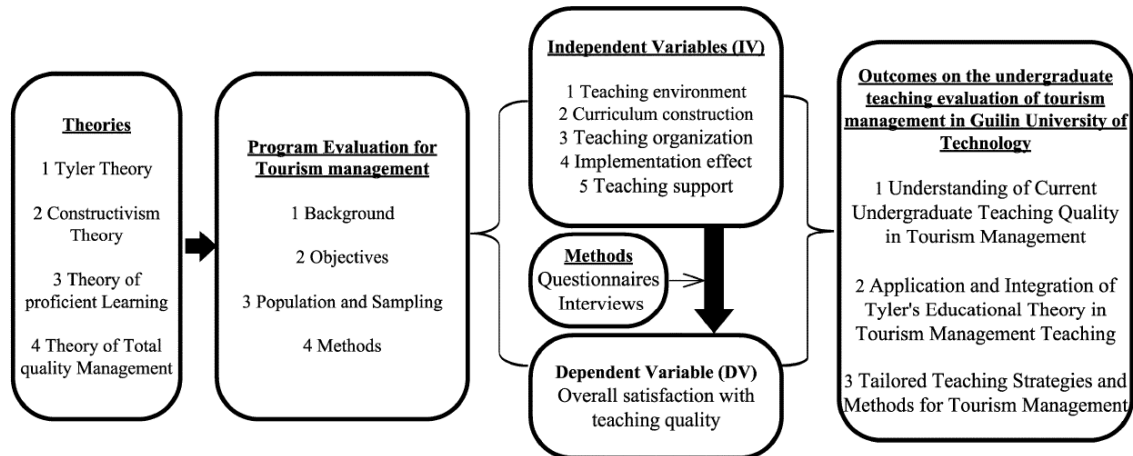 Theories
1 Tyler Theory
2 Constructivism
Theory
3 Theory of
proficient Learning
4 Theory of Total
quality Management
Program Evaluation for
Tourism management
1 Background
2 Objectives
3 Population and Sampling
4 Methods
Independent Variables (IV)
1 Teaching environment
2 Curriculum construction
3 Teaching organization
4 Implementation effect
5 Teaching support
Methods
Questionnaires
Interviews
Dependent Variable (DV)
Overall satisfaction with
teaching quality
Outcomes on the undergraduate
teaching evaluation of tourism
management in Guilin University of
Technology
1 Understanding of Current
Undergraduate Teaching Quality
in Tourism Management
2 Application and Integration of
Tyler's Educational Theory in
Tourism Management Teaching
3 Tailored Teaching Strategies and
Methods for Tourism Management